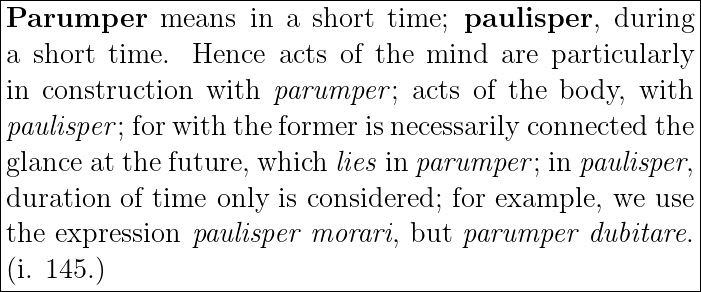 Parumper means in a short time; paulisper, during
a short time. Hence acts of the mind are particularly
in construction with parumper; acts of the body, with
paulisper; for with the former is necessarily connected the
glance at the future, which lies in parumper; in paulisper,
duration of time only is considered; for example, we use
the expression paulisper morari, but parumper dubitare.
(i. 145.)